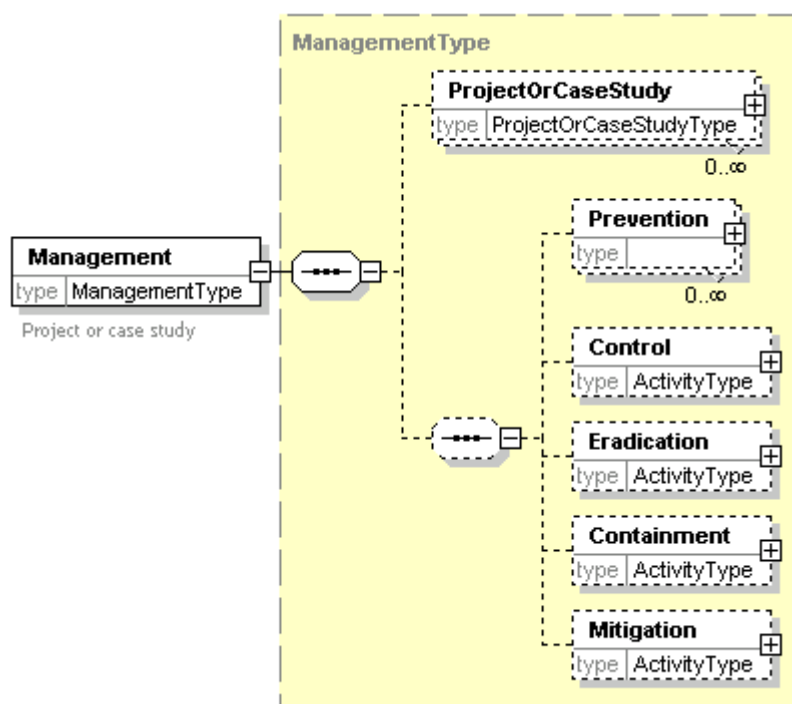 ManagementType
ProjectOrCaseStudy
type ProjectOrCaseStudyType
0..∞
Prevention
type
0..∞
Management
type ManagementType
Project or case study
Control
type ActivityType
Eradication
type ActivityType
Containment
type ActivityType
Mitigation
type ActivityType